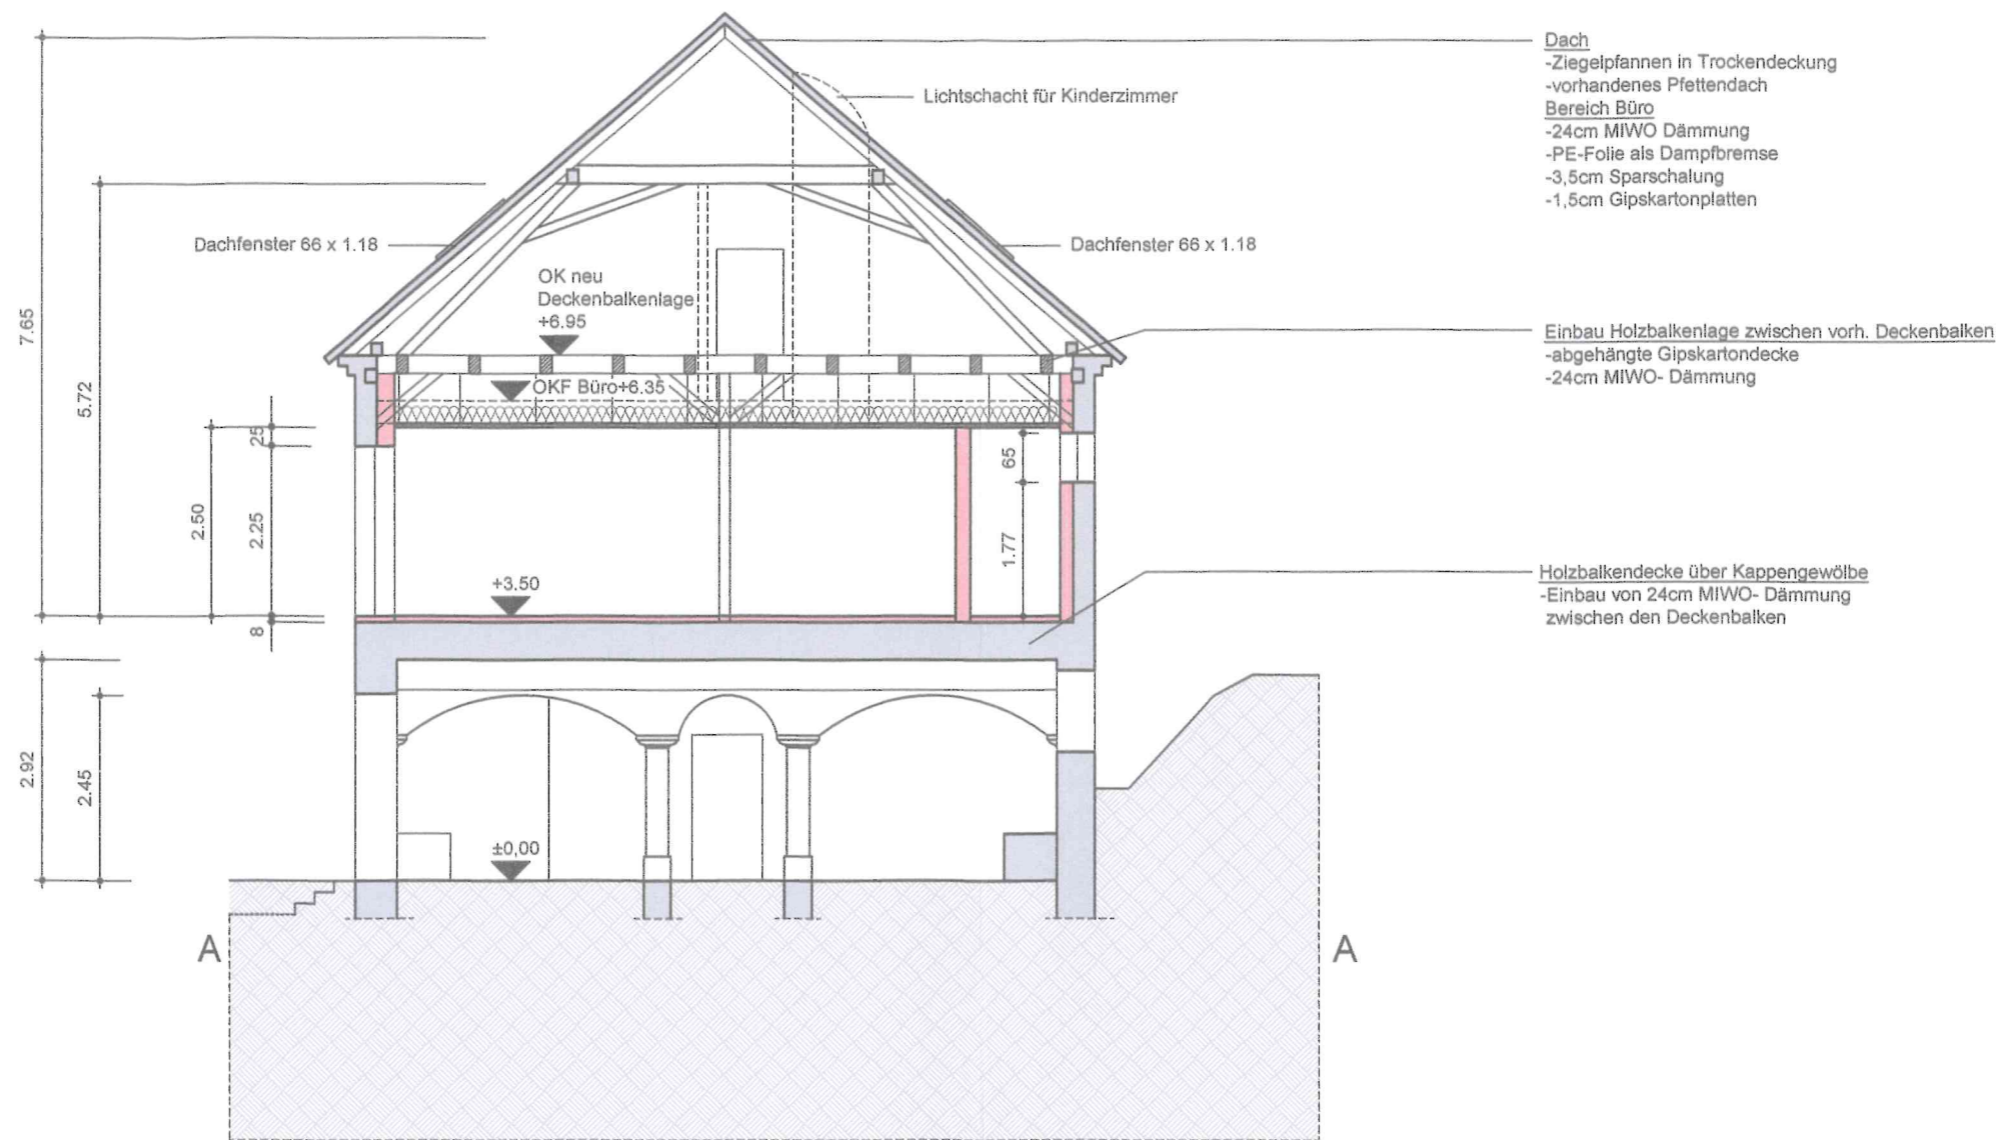 Dach
-Ziegelpfannen in Trockendeckung
-vorhandenes Pfettendach
Bereich Büro
-24cm MIWO Dämmung
-PE-Folie als Dampfbremse
-3,5cm Sparschalung
-1,5cm Gipskartonplatten
Lichtschacht für Kinderzimmer
Dachfenster 66 x 1.18
Dachfenster 66 x 1.18
OK neu
Deckenbalkenlage
+6.95
7.65
Einbau Holzbalkenlage zwischen vorh. Deckenbalken
-abgehängte Gipskartondecke
-24cm MIWO- Dämmung
OKF Büro+6.35
5.72
25
65
2.50
2.25
1.77
+3.50
Holzbalkendecke über Kappengewölbe
-Einbau von 24cm MIWO- Dämmung
zwischen den Deckenbalken
8
2.92
2.45
±0,00
A
A